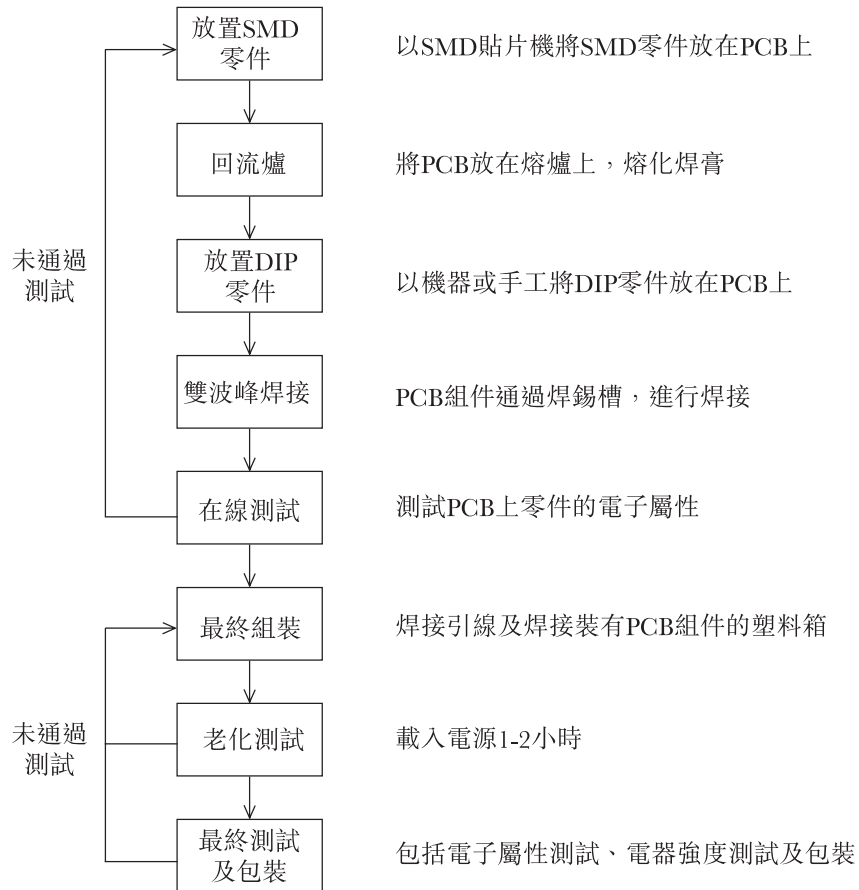 放置SMD
零件
以SMD貼片機將SMD零件放在PCB上
回流爐
將PCB放在熔爐上，熔化焊膏
未通過
測試
放置DIP
零件
以機器或手工將DIP零件放在PCB上
雙波峰焊接
PCB組件通過焊錫槽，進行焊接
在線測試
測試PCB上零件的電子屬性
最終組裝
焊接引線及焊接裝有PCB組件的塑料箱
未通過
測試
老化測試
載入電源1-2小時
最終測試
及包裝
包括電子屬性測試、電器強度測試及包裝